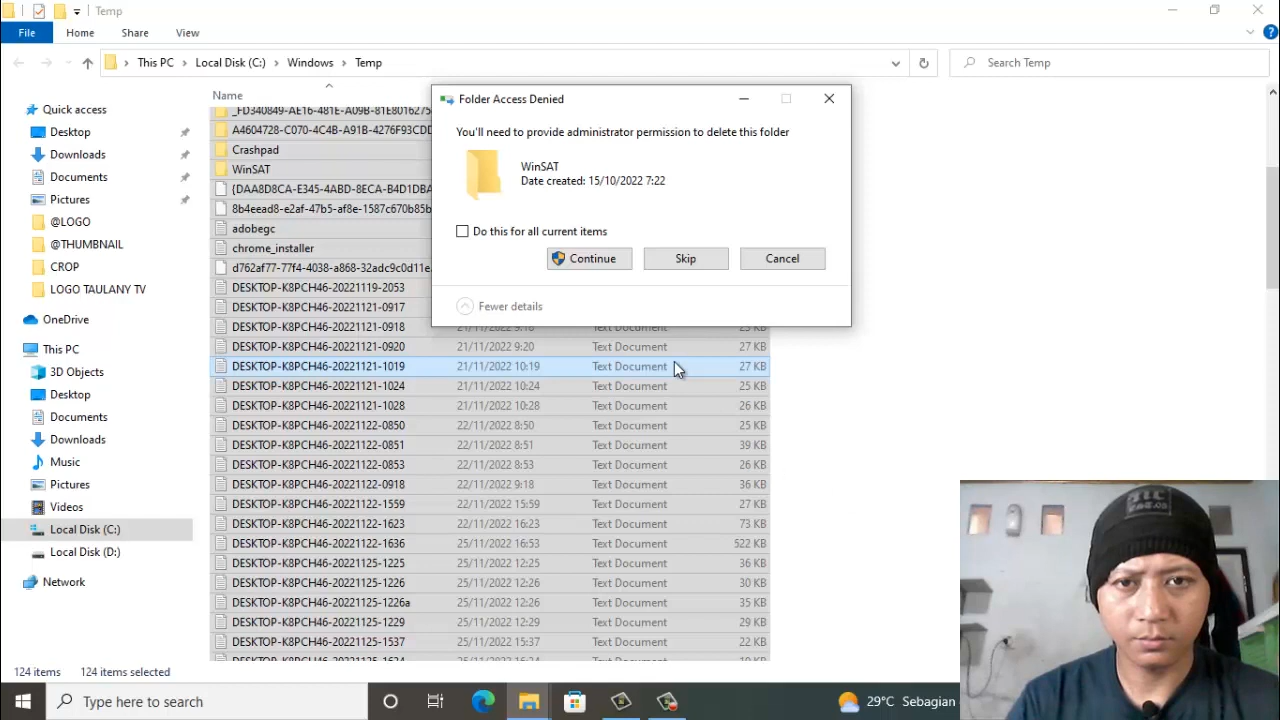 Temp
File Home Share View
This PC Local Disk (C:) Windows Temp Search Temp
Name
Quick access
Desktop
Downloads
Documents
Pictures
@LOGO
@THUMBNAIL
CROP
LOGO TAULANY TV
OneDrive
This PC
3D Objects
Desktop
Documents
Downloads
Music
Pictures
Videos
Local Disk (C:)
Local Disk (D:)
Network
_FD340849-AE16-481E-A09B-81E8016275
A4604728-C070-4C4B-A91B-4276F93CDD
Crashpad
WinSAT
{DAA8D8CA-E345-4ABD-8ECA-B4D1DBA
8b4eead8-e2af-47b5-af8e-1587c670b85b
adobegc
chrome_installer
d762af77-77f4-4038-a868-32adc9c0d11e
DESKTOP-K8PCH46-20221119-2053
DESKTOP-K8PCH46-20221121-0917
DESKTOP-K8PCH46-20221121-0918 21/11/2022 9:18 Text Document 25 KB
DESKTOP-K8PCH46-20221121-0920 21/11/2022 9:20 Text Document 27 KB
DESKTOP-K8PCH46-20221121-1019 21/11/2022 10:19 Text Document 27 KB
DESKTOP-K8PCH46-20221121-1024 21/11/2022 10:24 Text Document 25 KB
DESKTOP-K8PCH46-20221121-1028 21/11/2022 10:28 Text Document 26 KB
DESKTOP-K8PCH46-20221122-0850 22/11/2022 8:50 Text Document 25 KB
DESKTOP-K8PCH46-20221122-0851 22/11/2022 8:51 Text Document 39 KB
DESKTOP-K8PCH46-20221122-0853 22/11/2022 8:53 Text Document 26 KB
DESKTOP-K8PCH46-20221122-0918 22/11/2022 9:18 Text Document 36 KB
DESKTOP-K8PCH46-20221122-1559 22/11/2022 15:59 Text Document 27 KB
DESKTOP-K8PCH46-20221122-1623 22/11/2022 16:23 Text Document 73 KB
DESKTOP-K8PCH46-20221122-1636 25/11/2022 16:53 Text Document 522 KB
DESKTOP-K8PCH46-20221125-1225 25/11/2022 12:25 Text Document 36 KB
DESKTOP-K8PCH46-20221125-1226 25/11/2022 12:26 Text Document 30 KB
DESKTOP-K8PCH46-20221125-1226a 25/11/2022 12:26 Text Document 35 KB
DESKTOP-K8PCH46-20221125-1229 25/11/2022 12:29 Text Document 29 KB
DESKTOP-K8PCH46-20221125-1537 25/11/2022 15:37 Text Document 22 KB
Folder Access Denied
You'll need to provide administrator permission to delete this folder
WinSAT
Date created: 15/10/2022 7:22
Do this for all current items
Continue Skip Cancel
Fewer details
124 items 124 items selected
Type here to search 29°C Sebagian